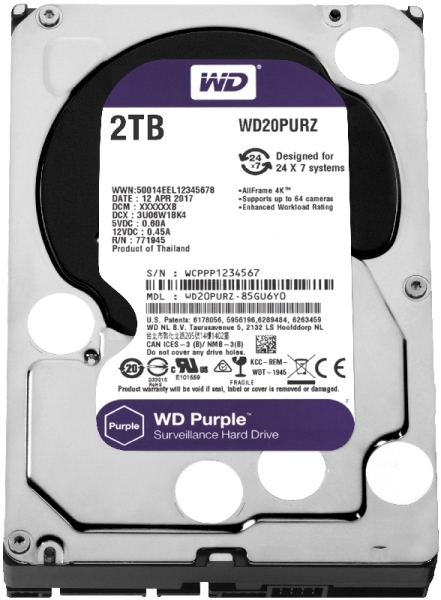 WD
2TB
WD20PURZ
24
x7
Designed for
24 X 7 systems
WWN:50014EE12345678
DATE : 12 APR 2017
DCM : XXXXXXB
DCX : 3U06W18K4
5VDC : 0.60A
12VDC : 0.45A
R/N : 771945
Product of Thailand
•AllFrame 4K™
•Supports up to 64 cameras
•Enhanced Workload Rating
S/N : WCPPP1234567
MDL : WD20PURZ-85GU6Y0
U.S. Patents: 6178056, 5956196, 6289484, 6263459
WD NL B.V. Taurasavenue 5, 2132 LS Hoofddorp NL
CAN ICES-3 (B)/ NMB-3(B)
Do not cover any drive holes.
20
E101559
FRAGILE
KCC-REM-
WDT-1945
Product warranty will be void if seal, label or cover is removed or damaged.
Purple
WD Purple™
Surveillance Hard Drive